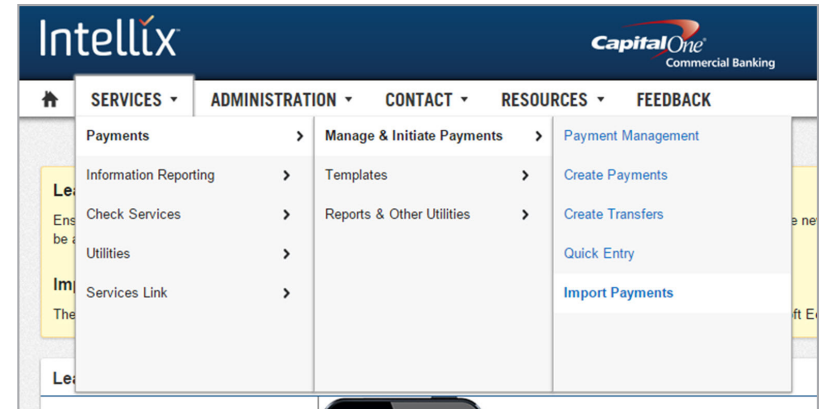 Intellix
CapitalOne®
Commercial Banking
SERVICES ADMINISTRATION CONTACT RESOURCES FEEDBACK
Payments Manage & Initiate Payments Payment Management
Information Reporting Templates Create Payments
Check Services Reports & Other Utilities Create Transfers
Utilities Quick Entry
Services Link Import Payments